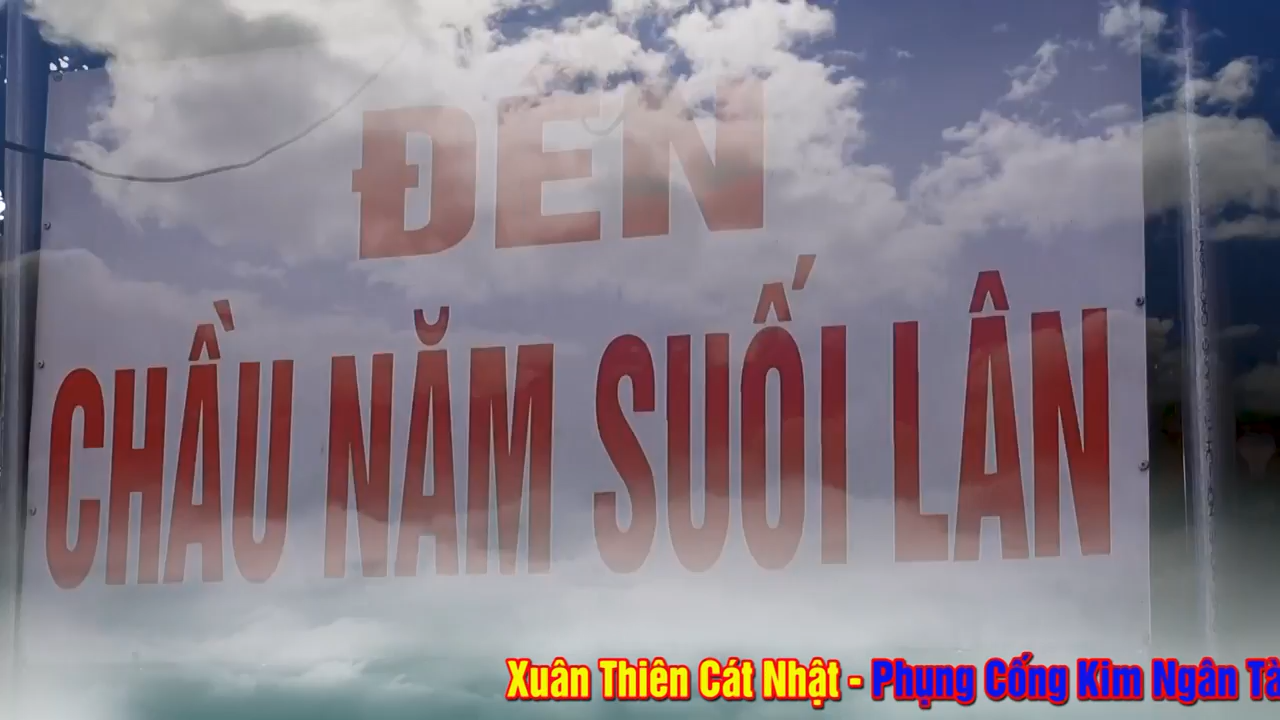 ĐỀN
CHẦU NĂM SUỐI LÂN
Xuân Thiên Cát Nhật - Phụng Cống Kim Ngân